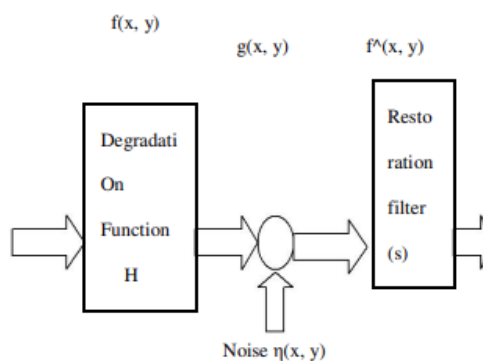 f(x, y)
g(x, y)
f^(x, y)
Degradati
On
Function
H
Resto
ration
filter
(s)
Noise η(x, y)